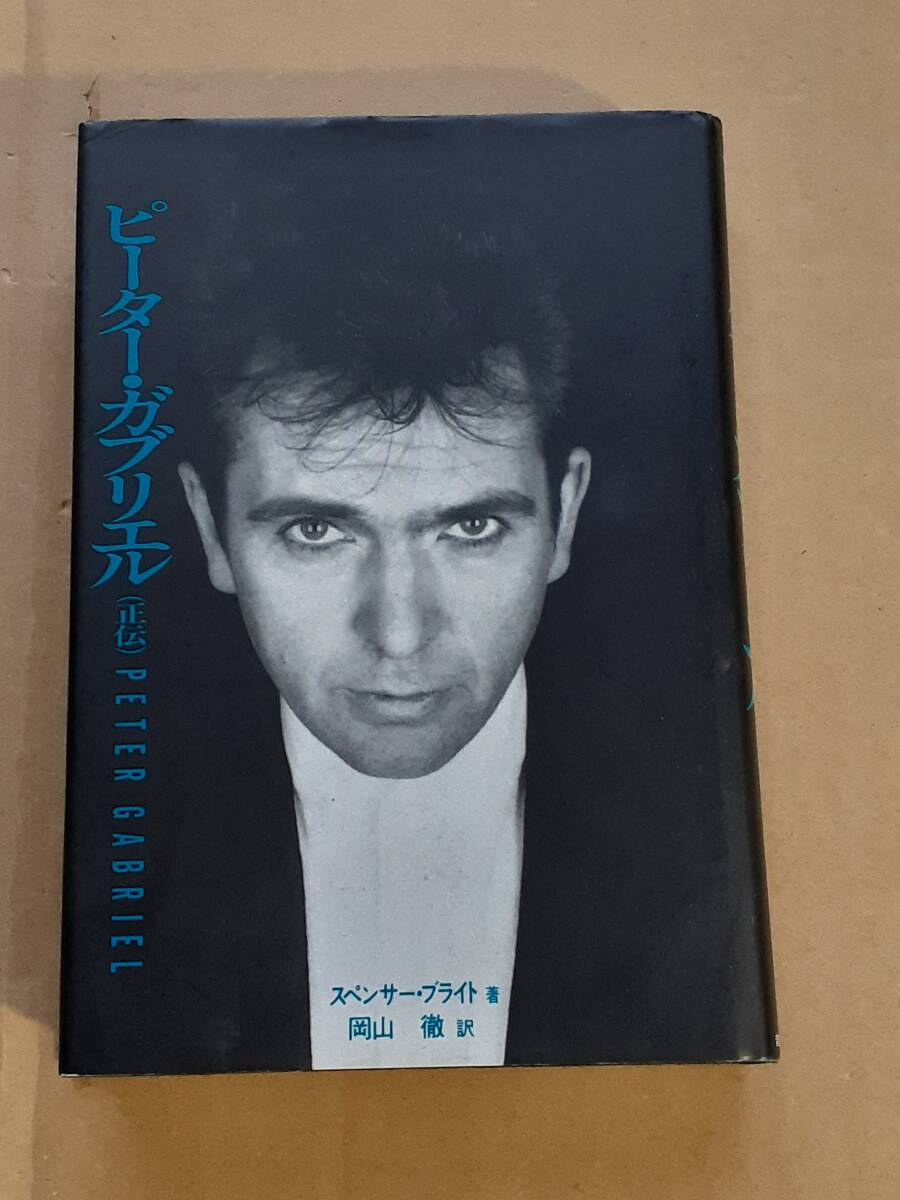 ピーター・ガブリエル(正伝)PETER GABRIEL
スペンサー・ブライト 著
岡山 徹 訳